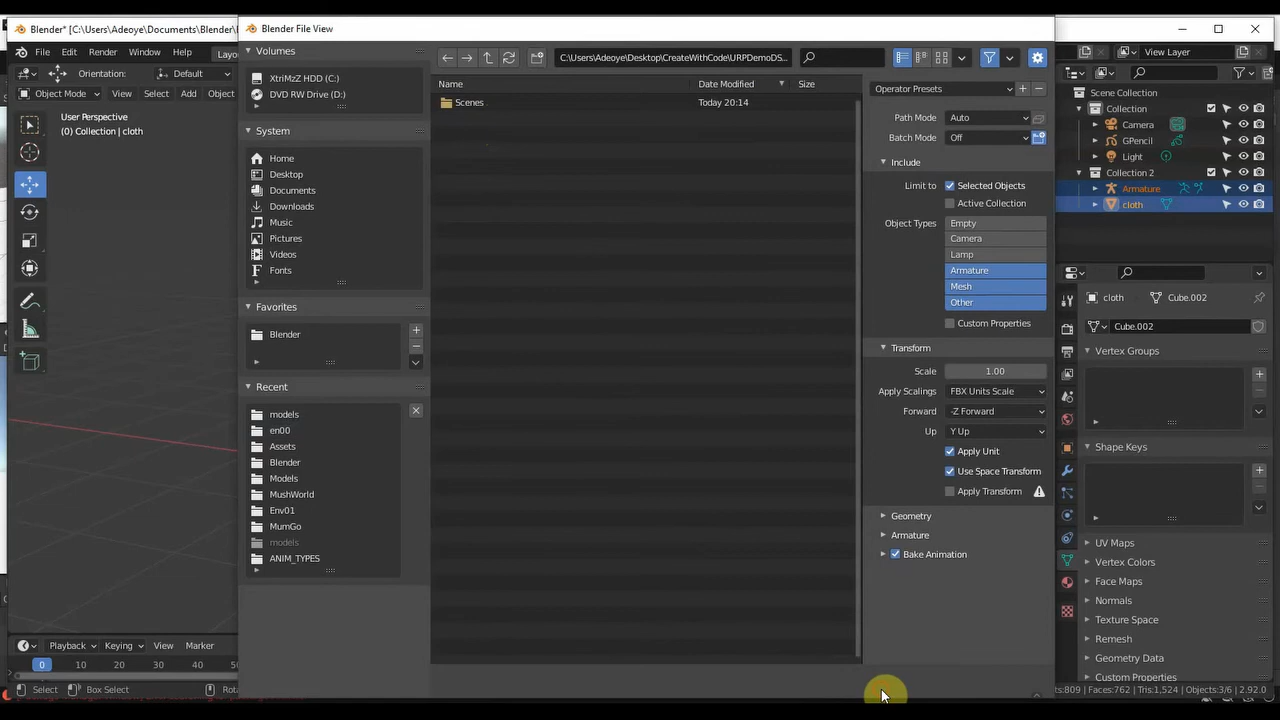 Blender* [C:\Users\Adeoye\Documents\Blender\B
File Edit Render Window Help Layo
Orientation: Default
Object Mode View Select Add Object
User Perspective
(0) Collection | cloth
Playback Keying View Marker
0 10 20 30 40 50
Select Box Select Rota
Blender File View
Volumes
XtriMzZ HDD (C:)
DVD RW Drive (D:)
System
Home
Desktop
Documents
Downloads
Music
Pictures
Videos
Fonts
Favorites
Blender
Recent
models
en00
Assets
Blender
Models
MushWorld
Env01
MumGo
models
ANIM_TYPES
C:\Users\Adeoye\Desktop\CreateWithCode\URPDemoDS...
Name Date Modified Size
Scenes Today 20:14
Operator Presets
Path Mode Auto
Batch Mode Off
Include
Limit to Selected Objects
Active Collection
Object Types Empty
Camera
Lamp
Armature
Mesh
Other
Custom Properties
Transform
Scale 1.00
Apply Scalings FBX Units Scale
Forward -Z Forward
Up Y Up
Apply Unit
Use Space Transform
Apply Transform
Geometry
Armature
Bake Animation
View Layer
Scene Collection
Collection
Camera
GPencil
Light
Collection 2
Armature
cloth
cloth Cube.002
Cube.002
Vertex Groups
Shape Keys
UV Maps
Vertex Colors
Face Maps
Normals
Texture Space
Remesh
Geometry Data
Custom Properties
:809 | Faces:762 | Tris:1,524 | Objects:3/6 | 2.92.0